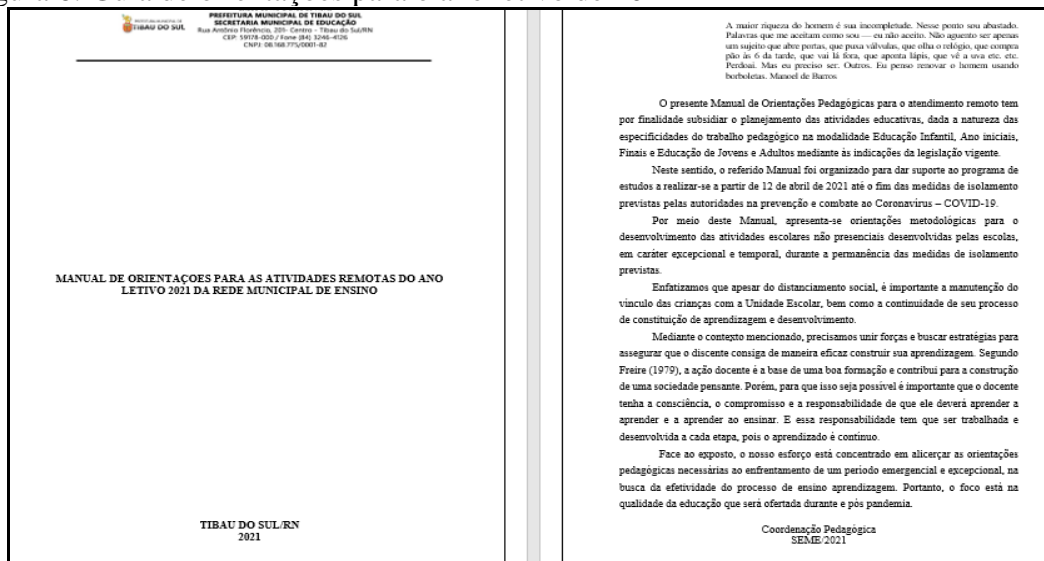 PREFEITURA MUNICIPAL DE TIBAU DO SUL
SECRETARIA MUNICIPAL DE EDUCAÇÃO
TIBAU DO SUL
Rua Antônio Florêncio, 201- Centro - Tibau do Sul/RN
CEP: 59178-000 / Fone (84) 3246-4126
CNPJ: 08.168.775/0001-82
MANUAL DE ORIENTAÇOES PARA AS ATIVIDADES REMOTAS DO ANO
LETIVO 2021 DA REDE MUNICIPAL DE ENSINO
TIBAU DO SUL/RN
2021
A maior riqueza do homem é sua incompletude. Nesse ponto sou abastado.
Palavras que me aceitam como sou — eu não aceito. Não aguento ser apenas
um sujeito que abre portas, que puxa válvulas, que olha o relógio, que compra
pão às 6 da tarde, que vai lá fora, que aponta lápis, que vê a uva etc. etc.
Perdoai. Mas eu preciso ser. Outros. Eu penso renovar o homem usando
borboletas. Manoel de Barros
O presente Manual de Orientações Pedagógicas para o atendimento remoto tem
por finalidade subsidiar o planejamento das atividades educativas, dada a natureza das
especificidades do trabalho pedagógico na modalidade Educação Infantil, Ano iniciais,
Finais e Educação de Jovens e Adultos mediante às indicações da legislação vigente.
Neste sentido, o referido Manual foi organizado para dar suporte ao programa de
estudos a realizar-se a partir de 12 de abril de 2021 até o fim das medidas de isolamento
previstas pelas autoridades na prevenção e combate ao Coronavírus – COVID-19.
Por meio deste Manual, apresenta-se orientações metodológicas para o
desenvolvimento das atividades escolares não presenciais desenvolvidas pelas escolas,
em caráter excepcional e temporal, durante a permanência das medidas de isolamento
previstas.
Enfatizamos que apesar do distanciamento social, é importante a manutenção do
vínculo das crianças com a Unidade Escolar, bem como a continuidade de seu processo
de constituição de aprendizagem e desenvolvimento.
Mediante o contexto mencionado, precisamos unir forças e buscar estratégias para
assegurar que o discente consiga de maneira eficaz construir sua aprendizagem. Segundo
Freire (1979), a ação docente é a base de uma boa formação e contribui para a construção
de uma sociedade pensante. Porém, para que isso seja possível é importante que o docente
tenha a consciência, o compromisso e a responsabilidade de que ele deverá aprender a
aprender e a aprender ao ensinar. E essa responsabilidade tem que ser trabalhada e
desenvolvida a cada etapa, pois o aprendizado é contínuo.
Face ao exposto, o nosso esforço está concentrado em alicerçar as orientações
pedagógicas necessárias ao enfrentamento de um período emergencial e excepcional, na
busca da efetividade do processo de ensino aprendizagem. Portanto, o foco está na
qualidade da educação que será ofertada durante e pós pandemia.
Coordenação Pedagógica
SEME/2021